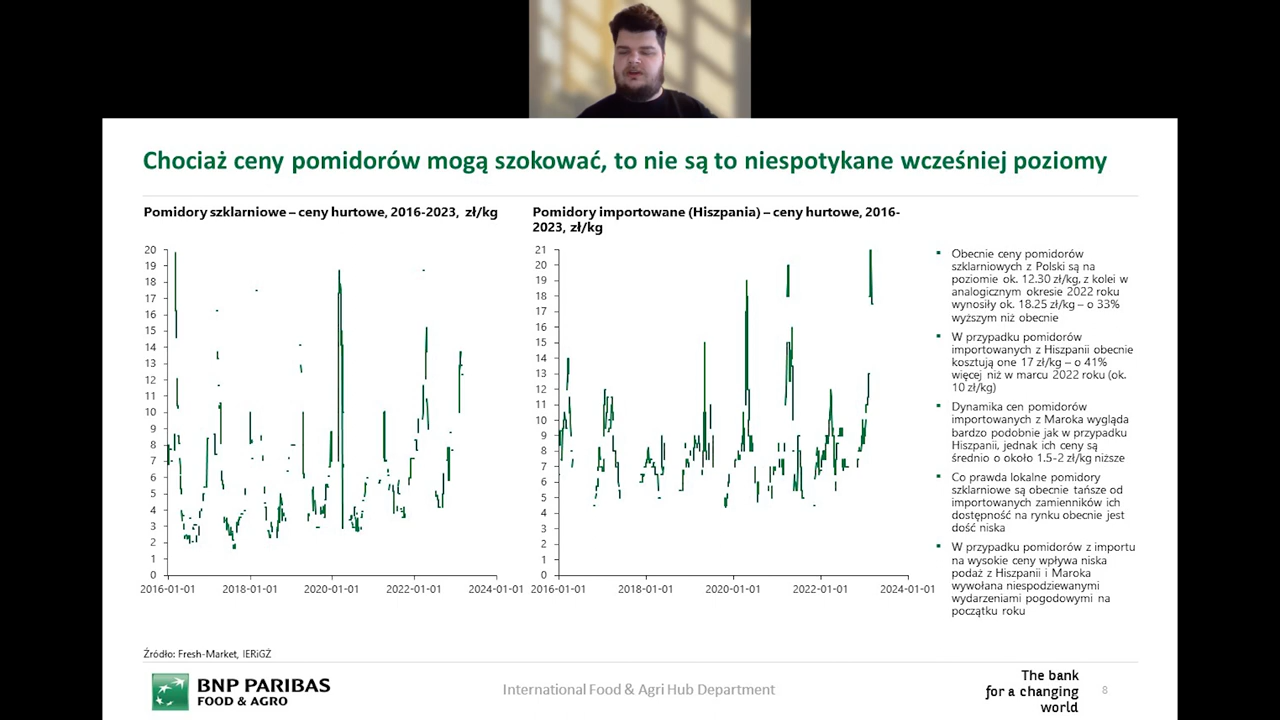 Chociaż ceny pomidorów mogą szokować, to nie są to niespotykane wcześniej poziomy
Pomidory szklarniowe – ceny hurtowe, 2016-2023, zł/kg
20
19
18
17
16
15
14
13
12
11
10
9
8
7
6
5
4
3
2
1
0
2016-01-01 2018-01-01 2020-01-01 2022-01-01 2024-01-01
Pomidory importowane (Hiszpania) – ceny hurtowe, 2016-
2023, zł/kg
21
20
19
18
17
16
15
14
13
12
11
10
9
8
7
6
5
4
3
2
1
0
2016-01-01 2018-01-01 2020-01-01 2022-01-01 2024-01-01
Obecnie ceny pomidorów
szklarniowych z Polski są na
poziomie ok. 12.30 zł/kg, z kolei w
analogicznym okresie 2022 roku
wynosiły ok. 18.25 zł/kg – o 33%
wyższym niż obecnie
W przypadku pomidorów
importowanych z Hiszpanii obecnie
kosztują one 17 zł/kg – o 41%
więcej niż w marcu 2022 roku (ok.
10 zł/kg)
Dynamika cen pomidorów
importowanych z Maroka wygląda
bardzo podobnie jak w przypadku
Hiszpanii, jednak ich ceny są
średnio o około 1.5-2 zł/kg niższe
Co prawda lokalne pomidory
szklarniowe są obecnie tańsze od
importowanych zamienników ich
dostępność na rynku obecnie jest
dość niska
W przypadku pomidorów z importu
na wysokie ceny wpływa niska
podaż z Hiszpanii i Maroka
wywołana niespodziewanymi
wydarzeniami pogodowymi na
początku roku
Źródło: Fresh-Market, IERiGŻ
BNP PARIBAS
FOOD & AGRO
International Food & Agri Hub Department
The bank
for a changing
world
8